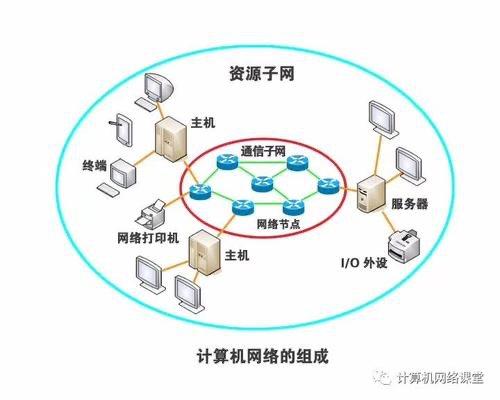 资源子网
主机
通信子网
终端
服务器
网络节点
网络打印机
主机
I/O 外设
计算机网络的组成
计算机网络课堂